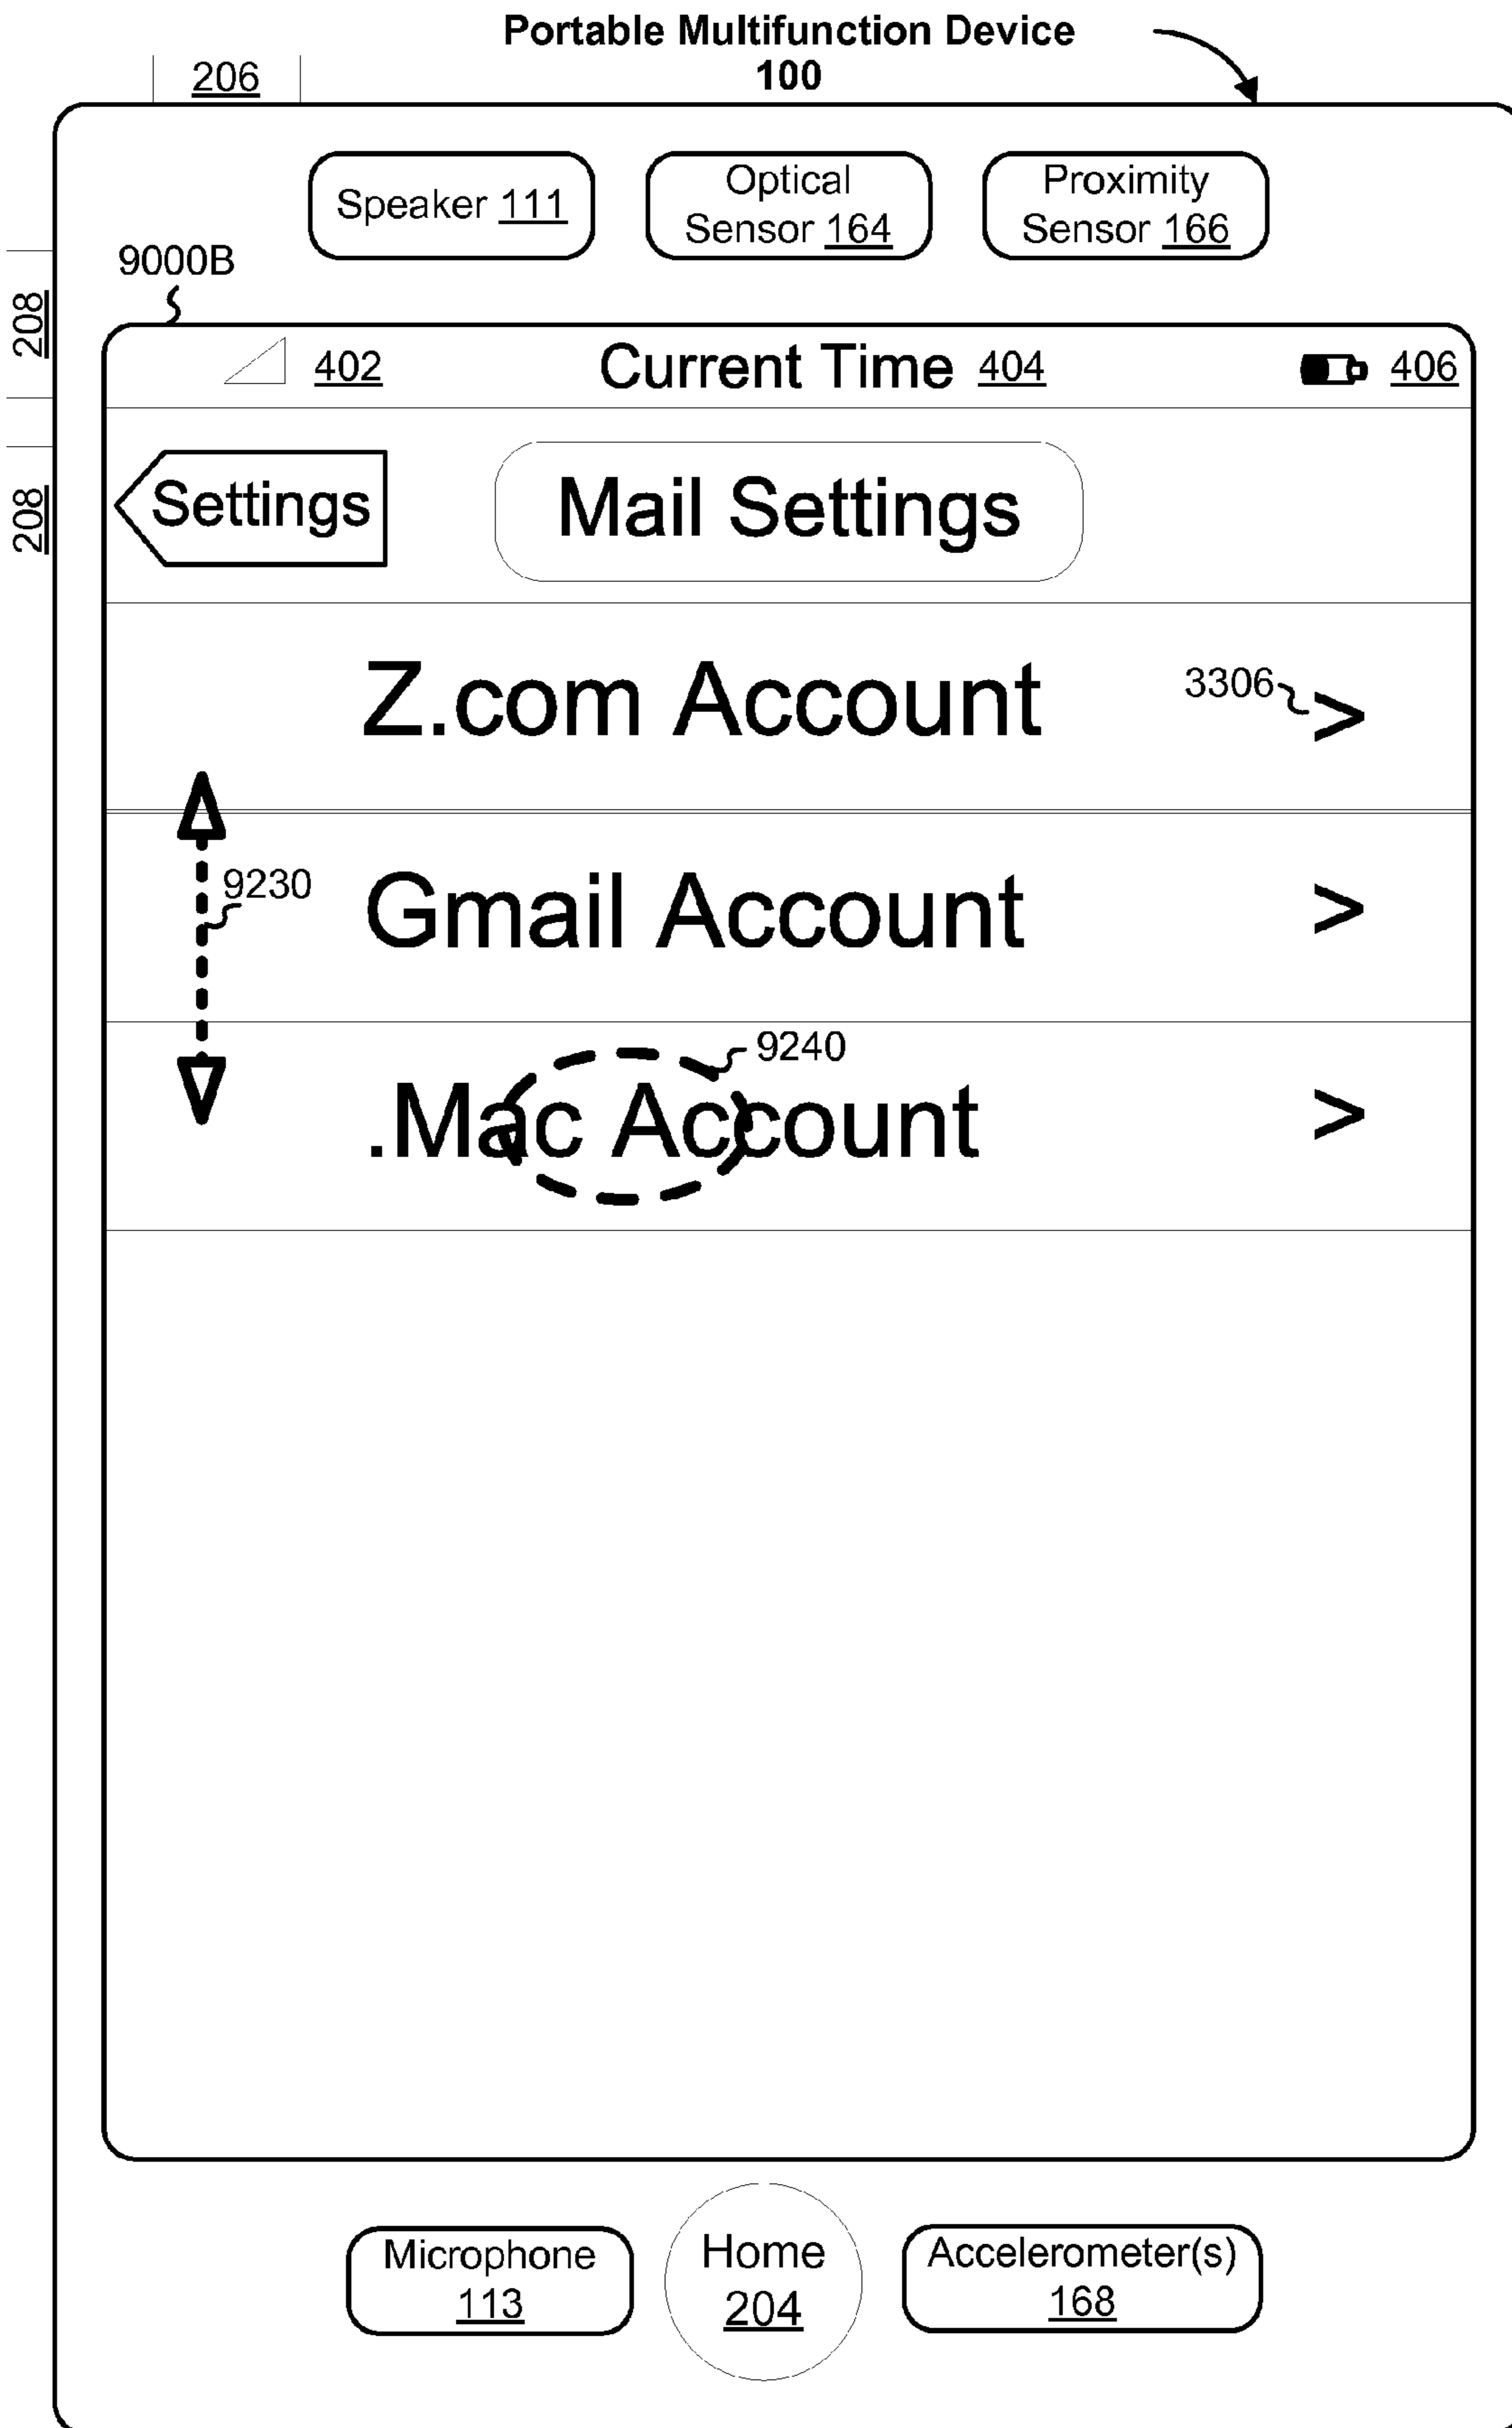 Portable Multifunction Device
100
206
Speaker 111
Optical
Sensor 164
Proximity
Sensor 166
9000B
208
402
Current Time 404
406
208
Settings
Mail Settings
Z.com Account
3306
>
9230
Gmail Account
>
9240
.Mac Account
>
Microphone
113
Home
204
Accelerometer(s)
168